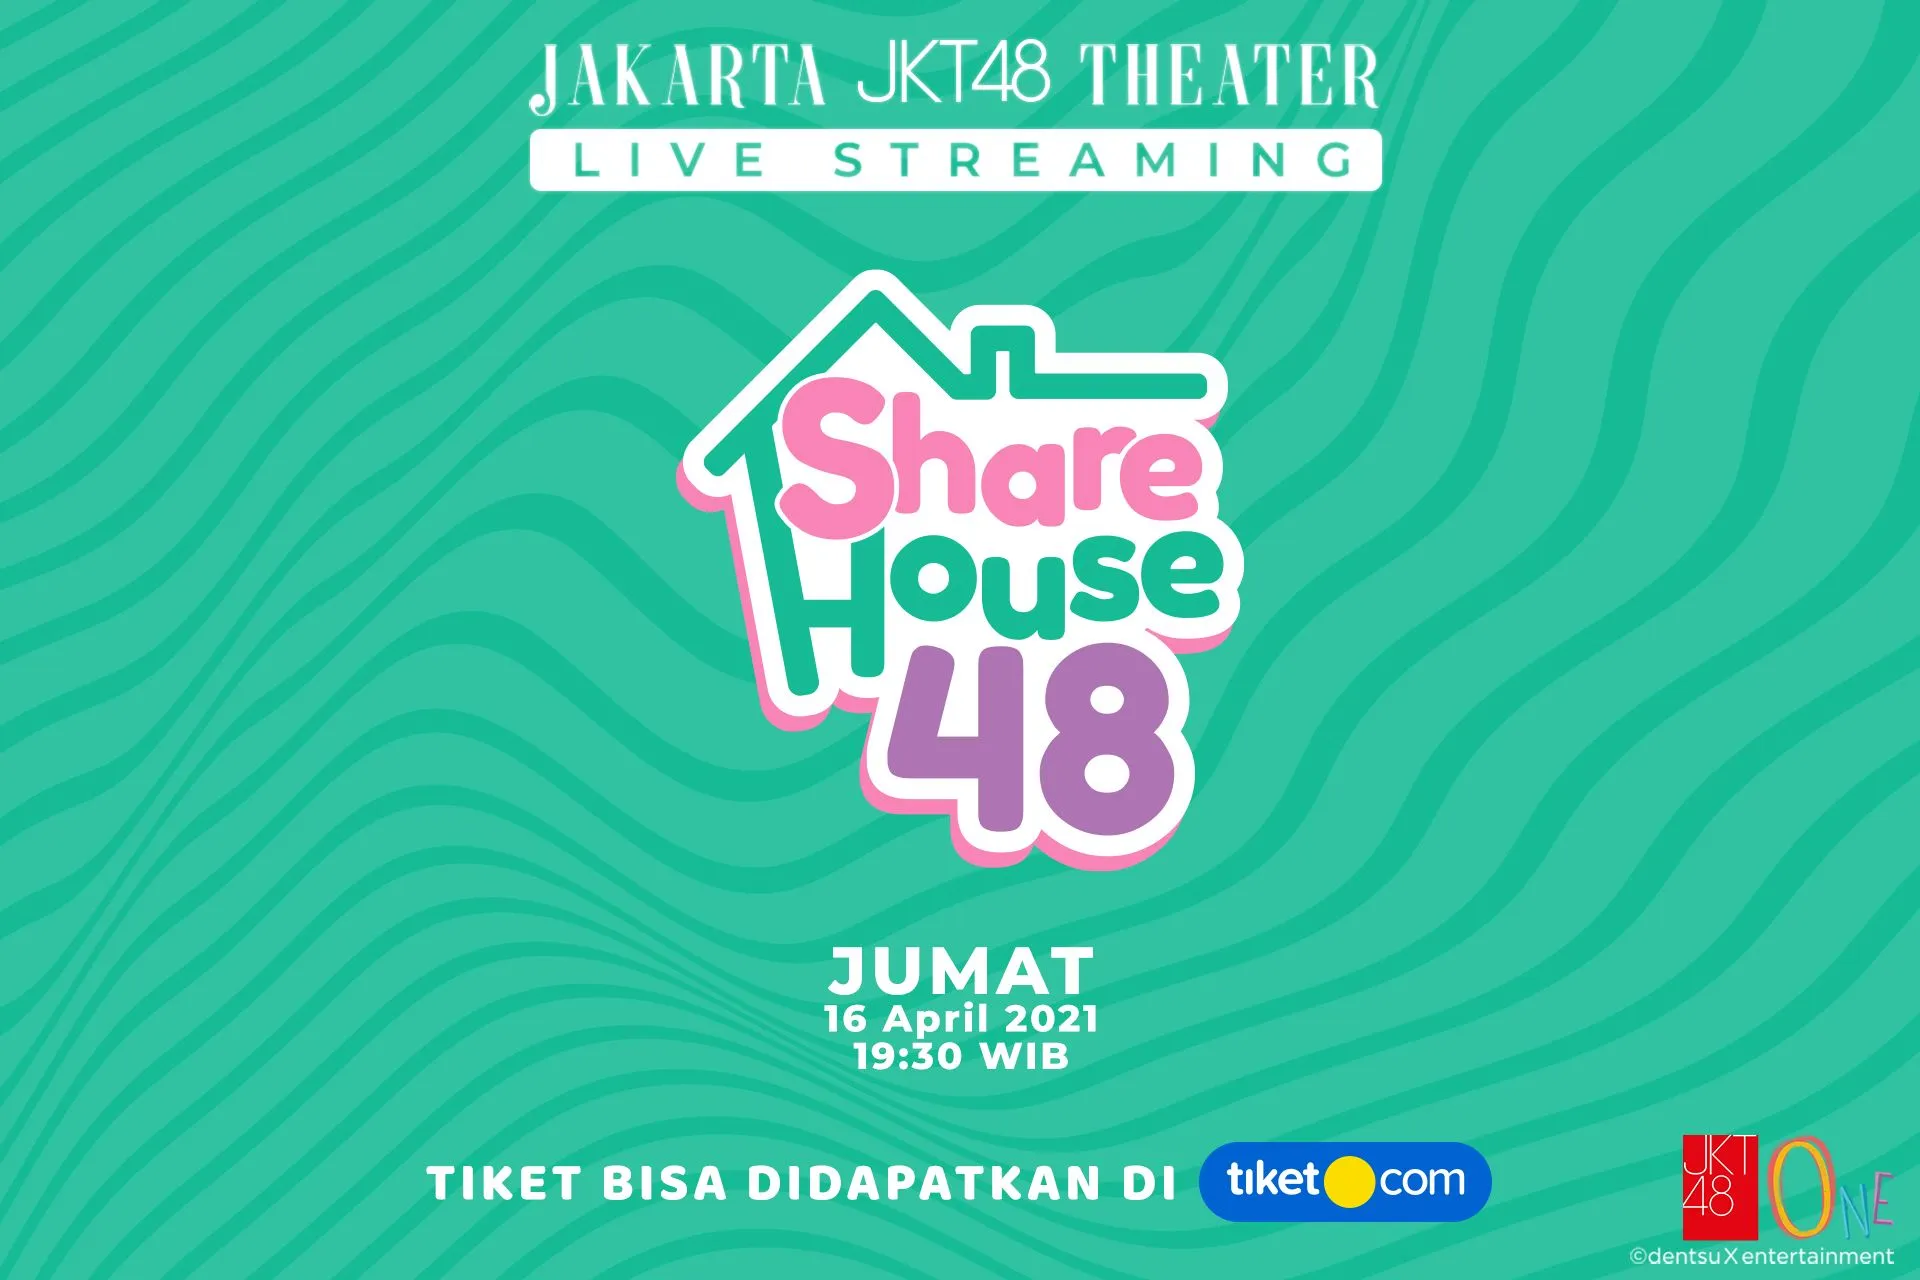 JAKARTA JKT48 THEATER
LIVE STREAMING
Share
House
48
JUMAT
16 April 2021
19:30 WIB
TIKET BISA DIDAPATKAN DI tiket.com
JKT
48
ONE
©dentsu X entertainment